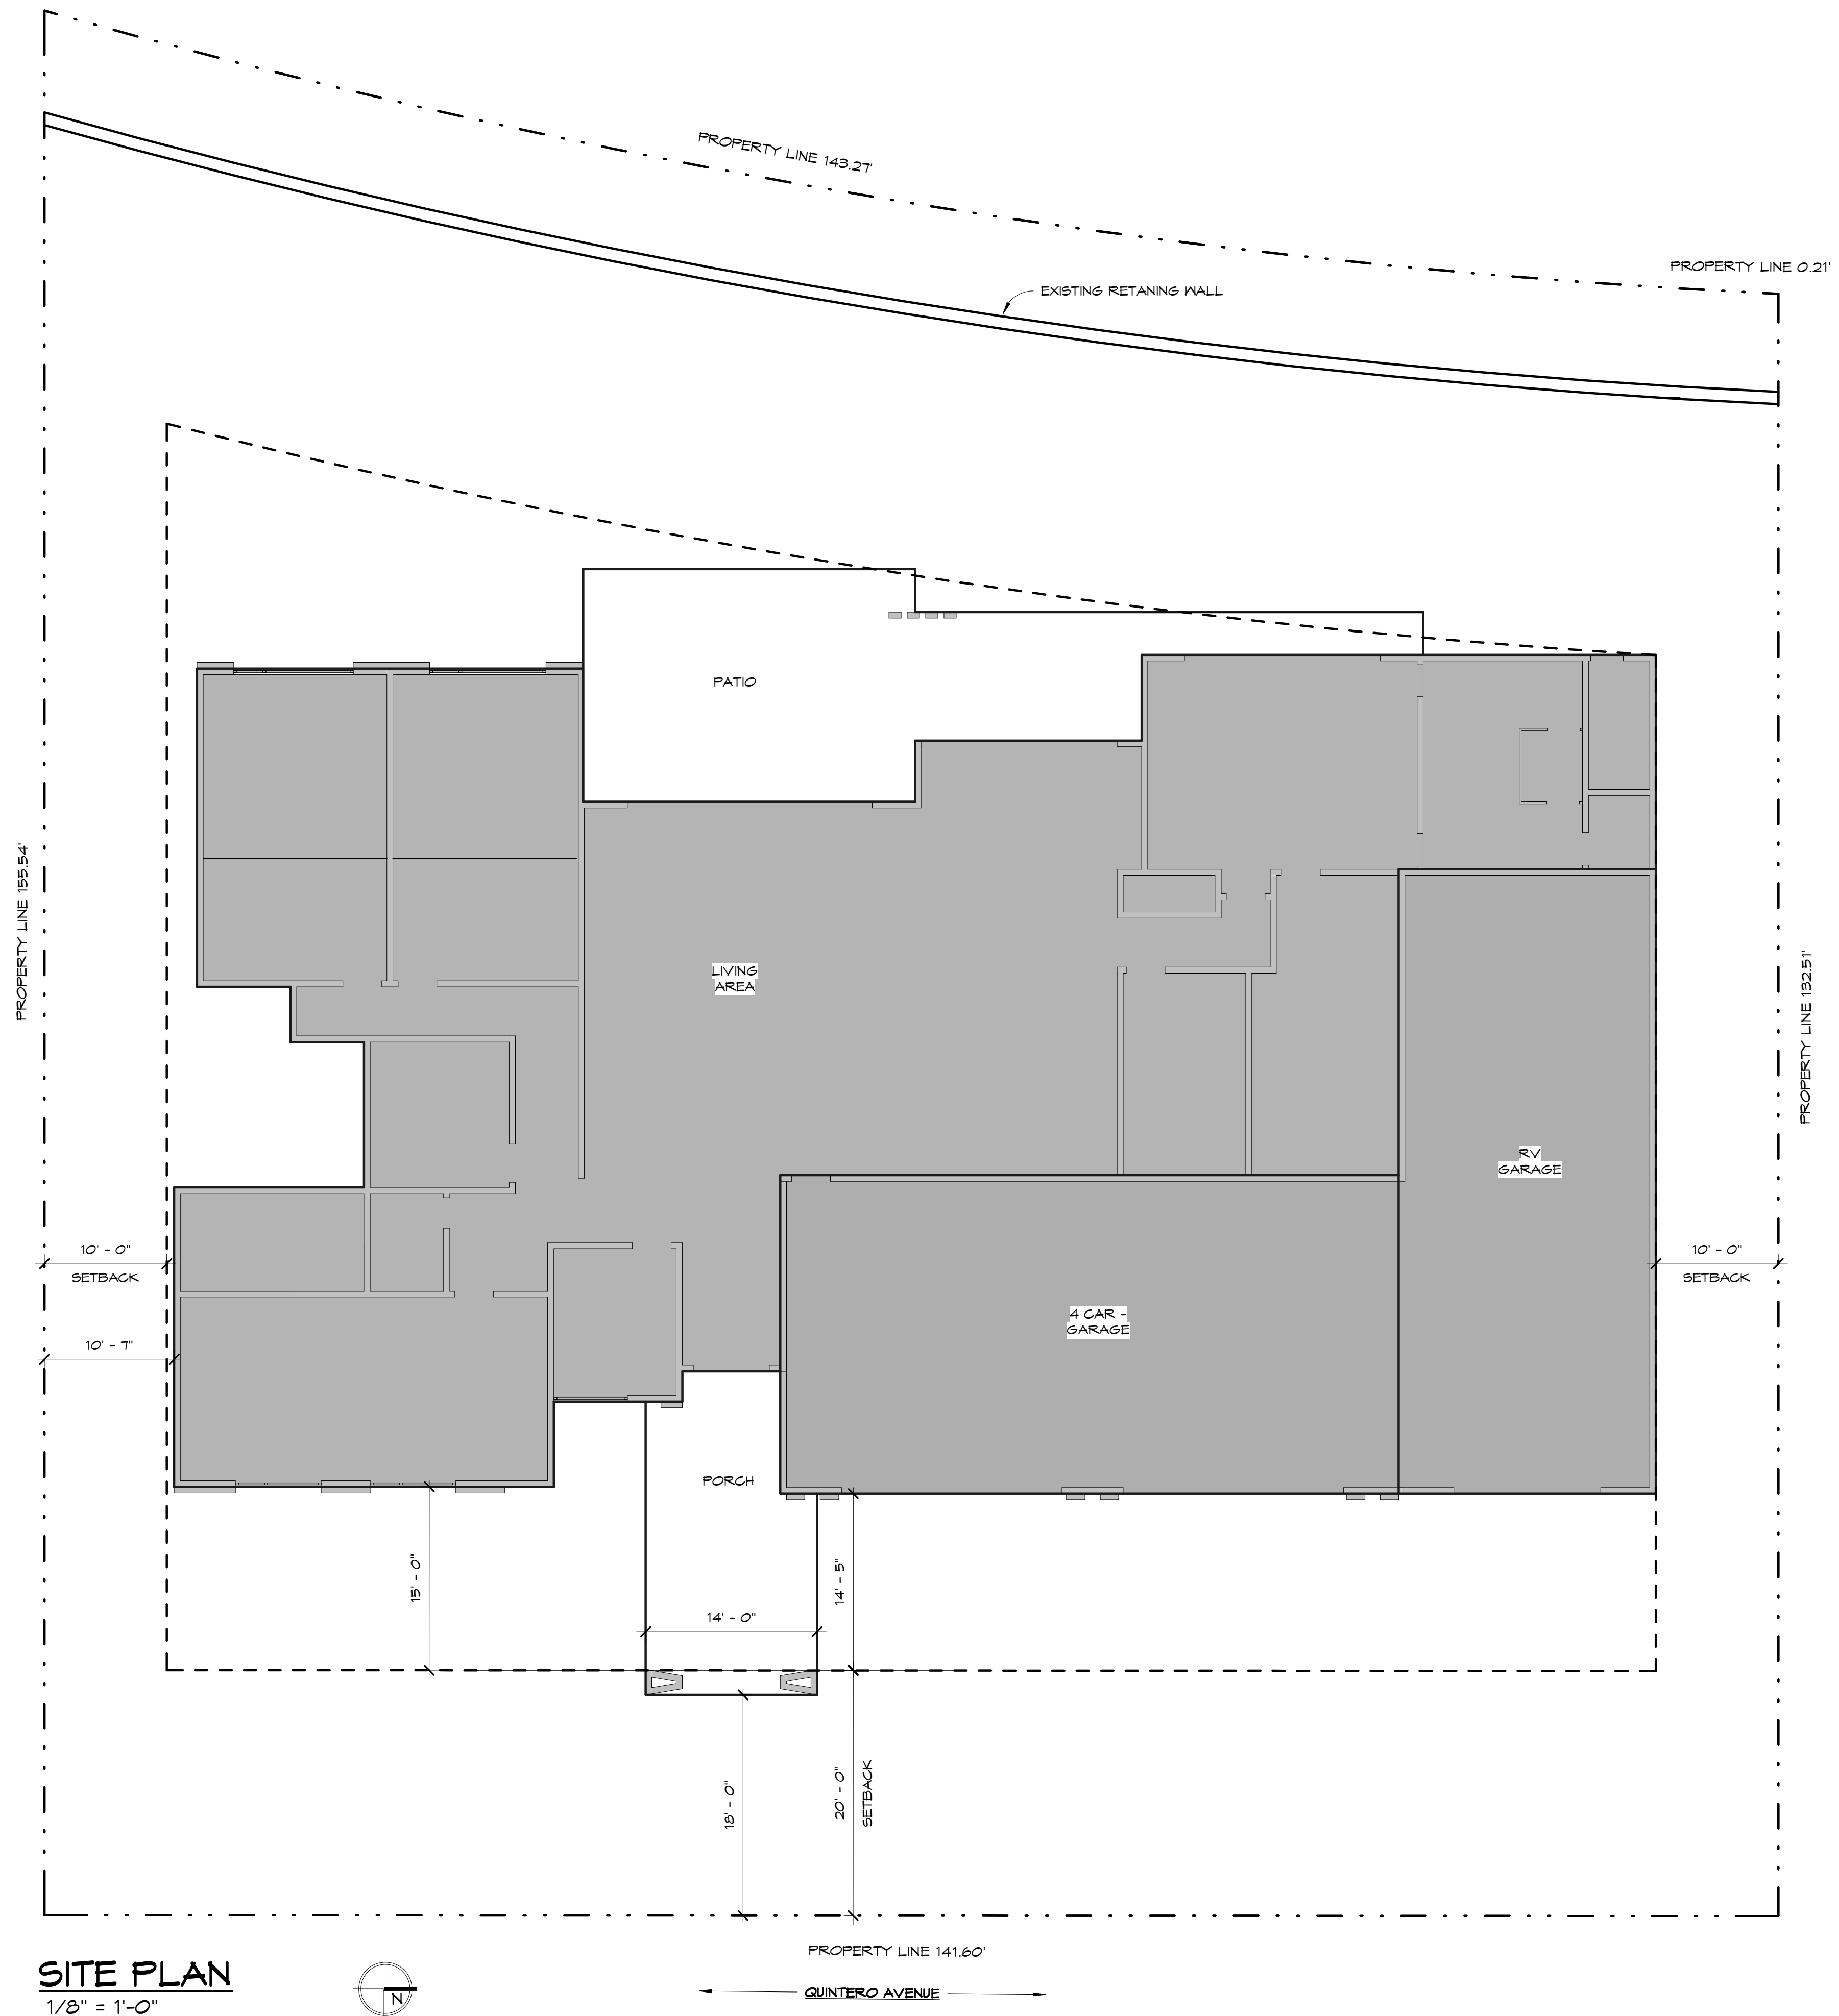 PROPERTY LINE 143.27'
PROPERTY LINE 0.21'
EXISTING RETANING WALL
PATIO
PROPERTY LINE 155.54'
LIVING
AREA
PROPERTY LINE 132.51'
RV
GARAGE
10' - 0"
SETBACK
10' - 0"
SETBACK
4 CAR -
GARAGE
10' - 7"
PORCH
15' - 0"
14' - 5"
14' - 0"
18' - 0"
20' - 0"
SETBACK
PROPERTY LINE 141.60'
SITE PLAN
1/8" = 1'-0"
N
QUINTERO AVENUE